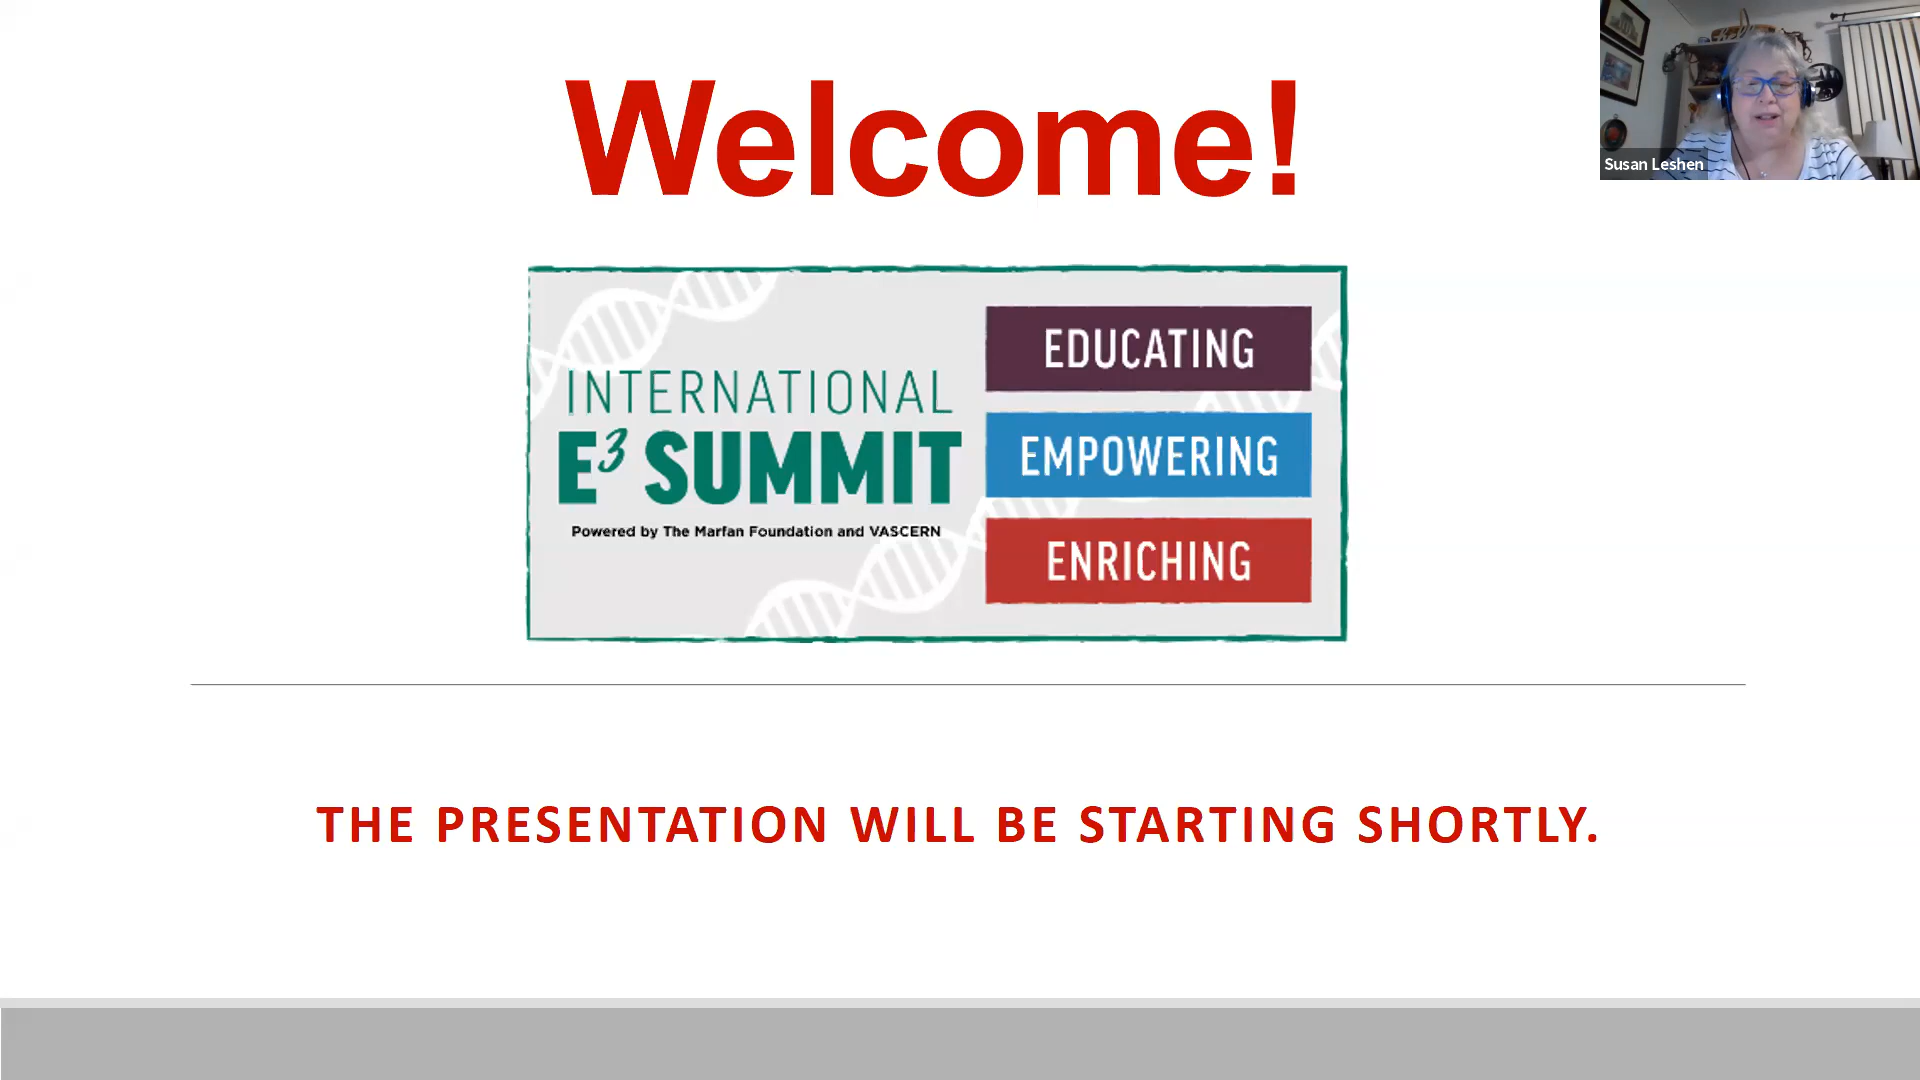 Welcome!
Susan Leshen
INTERNATIONAL
E³ SUMMIT
Powered by The Marfan Foundation and VASCERN
EDUCATING
EMPOWERING
ENRICHING
THE PRESENTATION WILL BE STARTING SHORTLY.